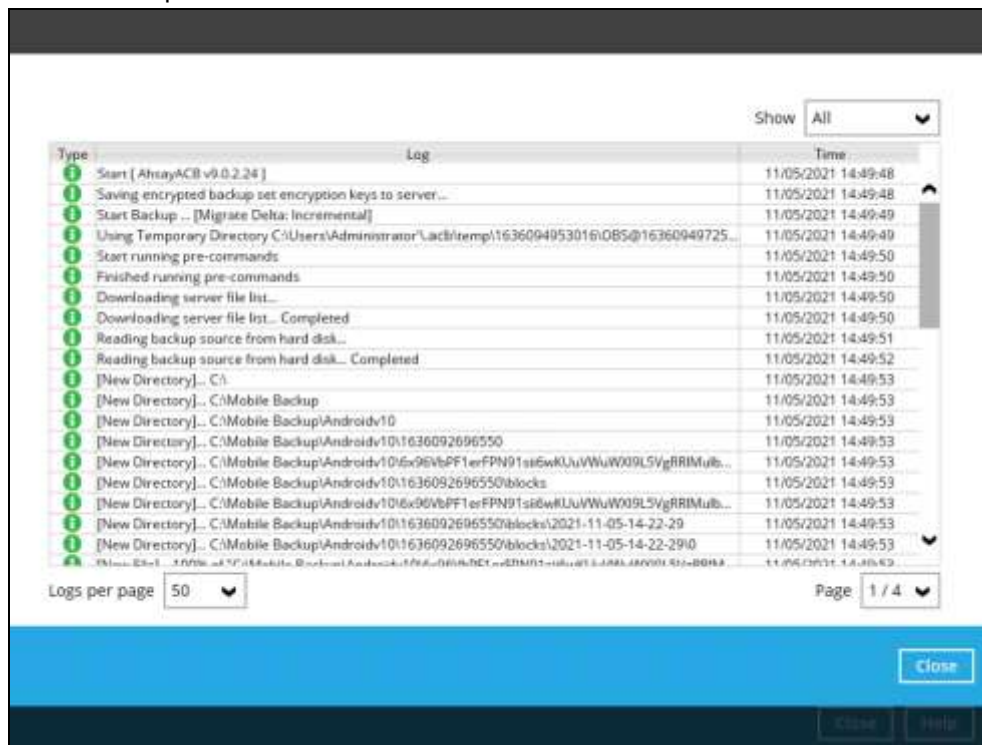 Show All
Type Log Time
Start [ AhsayACB v9.0.2.24 ] 11/05/2021 14:49:48
Saving encrypted backup set encryption keys to server... 11/05/2021 14:49:48
Start Backup ... [Migrate Delta: Incremental] 11/05/2021 14:49:49
Using Temporary Directory C:\Users\Administrator\.acb\temp\1636094953016\OBS@16360949725... 11/05/2021 14:49:49
Start running pre-commands 11/05/2021 14:49:50
Finished running pre-commands 11/05/2021 14:49:50
Downloading server file list... 11/05/2021 14:49:50
Downloading server file list... Completed 11/05/2021 14:49:50
Reading backup source from hard disk... 11/05/2021 14:49:51
Reading backup source from hard disk... Completed 11/05/2021 14:49:52
[New Directory]... C:\ 11/05/2021 14:49:53
[New Directory]... C:\Mobile Backup 11/05/2021 14:49:53
[New Directory]... C:\Mobile Backup\Androidv10 11/05/2021 14:49:53
[New Directory]... C:\Mobile Backup\Androidv10\1636092696550 11/05/2021 14:49:53
[New Directory]... 11/05/2021 14:49:53
[New Directory]... C:\Mobile Backup\Androidv10\1636092696550\blocks 11/05/2021 14:49:53
[New Directory]... 11/05/2021 14:49:53
[New Directory]... C:\Mobile Backup\Androidv10\1636092696550\blocks\2021-11-05-14-22-29 11/05/2021 14:49:53
[New Directory]... C:\Mobile Backup\Androidv10\1636092696550\blocks\2021-11-05-14-22-29\0 11/05/2021 14:49:53
Logs per page 50 Page 1 / 4
Close
Close Help